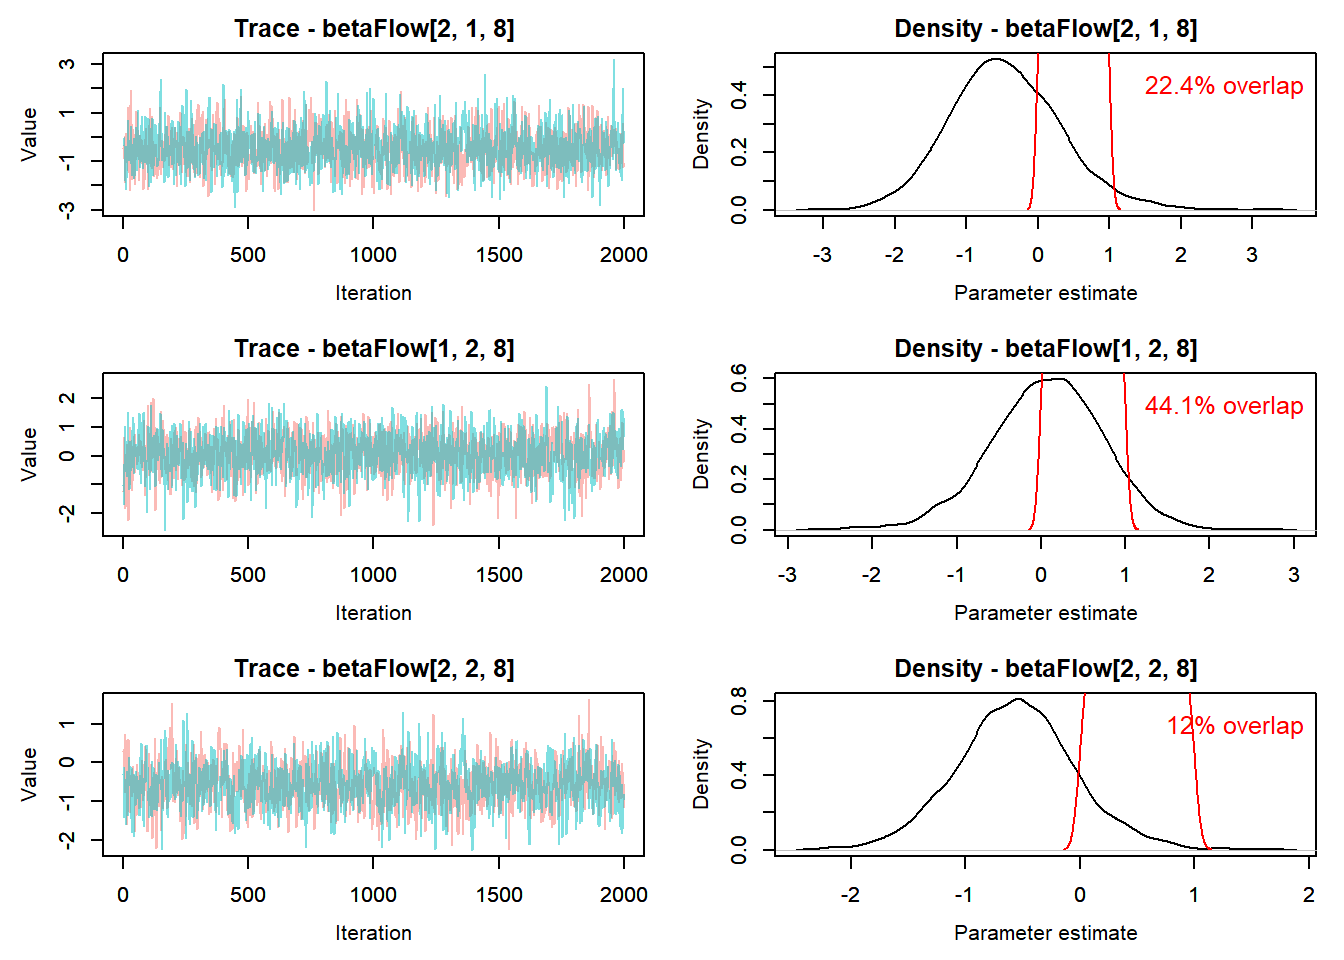 Trace - betaFlow[2, 1, 8]
Value
3
1
-1
-3
0 500 1000 1500 2000
Iteration
Density - betaFlow[2, 1, 8]
22.4% overlap
Density
0.4
0.2
0.0
-3 -2 -1 0 1 2 3
Parameter estimate
Trace - betaFlow[1, 2, 8]
Value
2
1
0
-2
0 500 1000 1500 2000
Iteration
Density - betaFlow[1, 2, 8]
44.1% overlap
Density
0.6
0.4
0.2
0.0
-3 -2 -1 0 1 2 3
Parameter estimate
Trace - betaFlow[2, 2, 8]
Value
1
0
-1
-2
0 500 1000 1500 2000
Iteration
Density - betaFlow[2, 2, 8]
12% overlap
Density
0.8
0.4
0.0
-2 -1 0 1 2
Parameter estimate